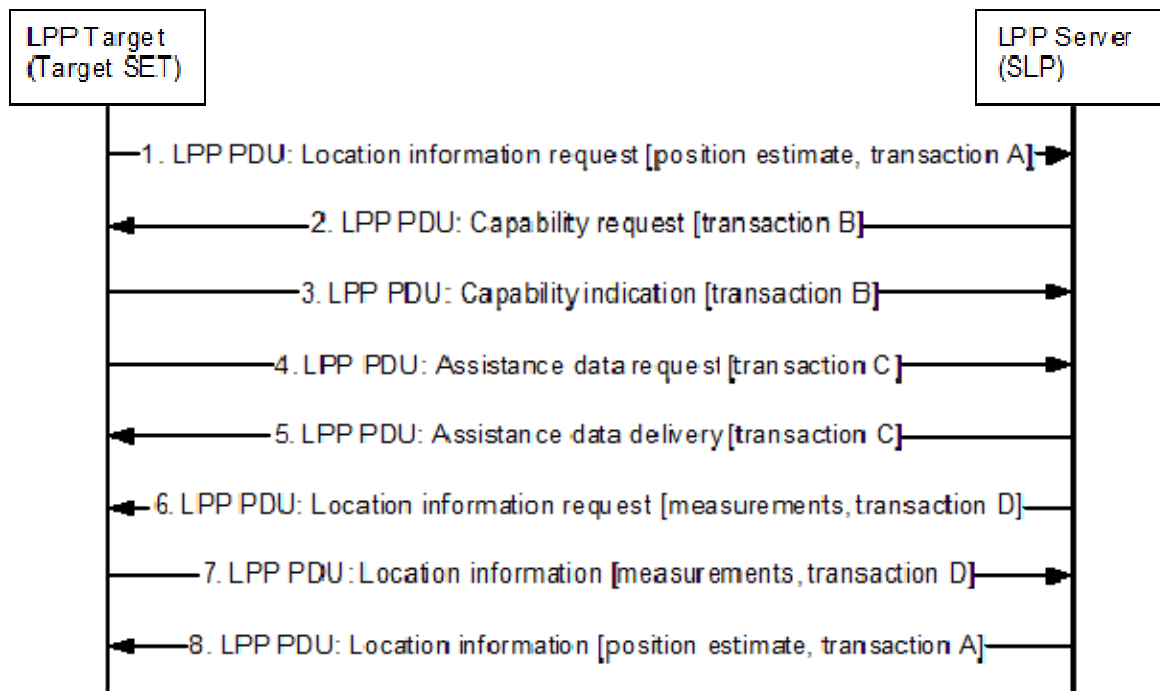 LPP Target
(Target SET)
LPP Server
(SLP)
1. LPP PDU: Location information request [position estimate, transaction A]
2. LPP PDU: Capability request [transaction B]
3. LPP PDU: Capability indication [transaction B]
4. LPP PDU: Assistance data request [transaction C]
5. LPP PDU: Assistance data delivery [transaction C]
6. LPP PDU: Location information request [measurements, transaction D]
7. LPP PDU: Location information [measurements, transaction D]
8. LPP PDU: Location information [position estimate, transaction A]